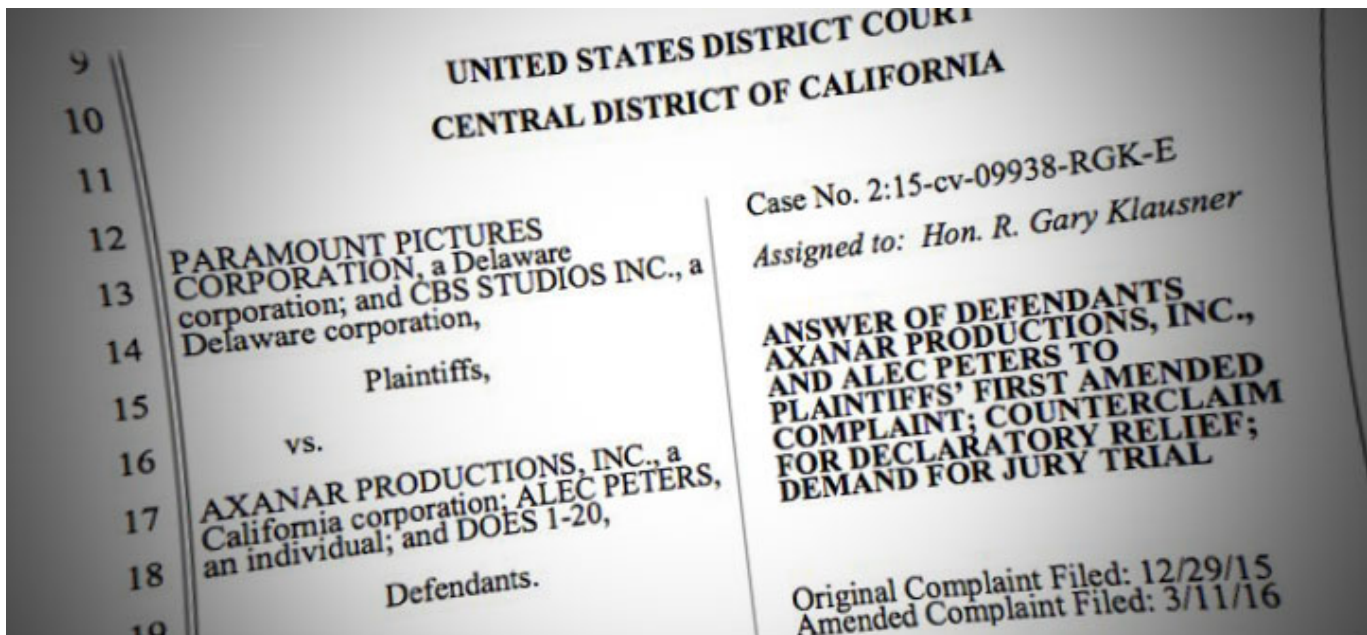 UNITED STATES DISTRICT COURT
CENTRAL DISTRICT OF CALIFORNIA
9
10
11
12
13
14
15
16
17
18
19
PARAMOUNT PICTURES
CORPORATION, a Delaware
corporation; and CBS STUDIOS INC., a
Delaware corporation,
Plaintiffs,
vs.
AXANAR PRODUCTIONS, INC., a
California corporation; ALEC PETERS,
an individual; and DOES 1-20,
Defendants.
Case No. 2:15-cv-09938-RGK-E
Assigned to: Hon. R. Gary Klausner
ANSWER OF DEFENDANTS
AXANAR PRODUCTIONS, INC.,
AND ALEC PETERS TO
PLAINTIFFS’ FIRST AMENDED
COMPLAINT; COUNTERCLAIM
FOR DECLARATORY RELIEF;
DEMAND FOR JURY TRIAL
Original Complaint Filed: 12/29/15
Amended Complaint Filed: 3/11/16